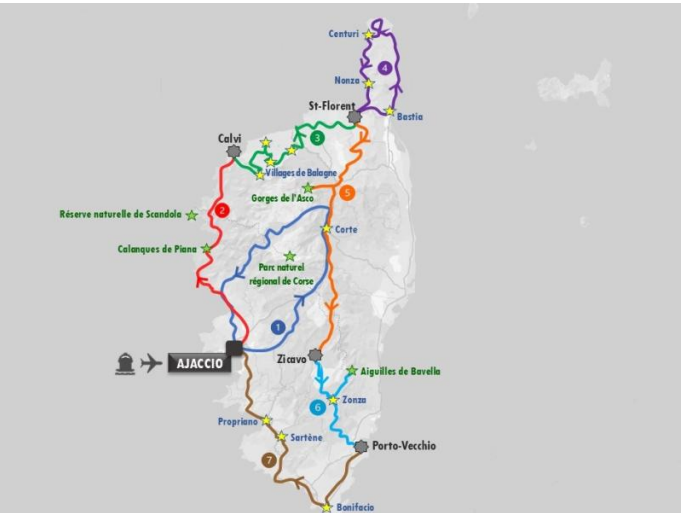 Centuri
4
Nonza
St-Florent
Bastia
3
Calvi
Villages de Balagne
5
Gorges de l'Asco
2
Réserve naturelle de Scandola
Corte
Calanques de Piana
Parc naturel
régional de Corse
1
Zicavo
AJACCIO
Aiguilles de Bavella
Zonza
6
Propriano
Sartène
Porto-Vecchio
7
Bonifacio